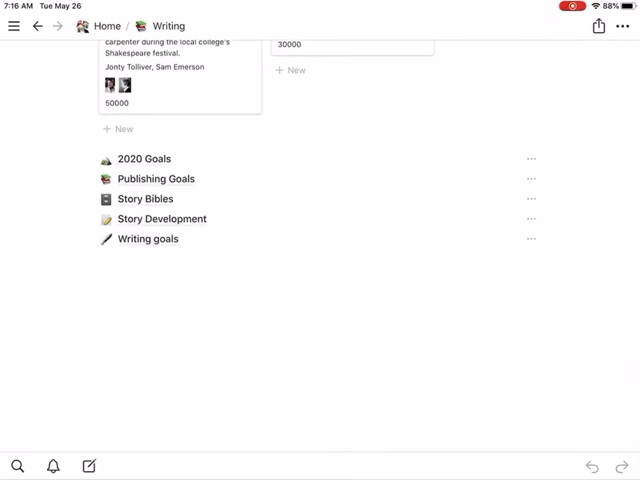 7:16 AM Tue May 26
88%
Home / Writing
carpenter during the local college's
Shakespeare festival.
Jonty Tolliver, Sam Emerson
50000
+ New
30000
+ New
2020 Goals
Publishing Goals
Story Bibles
Story Development
Writing goals